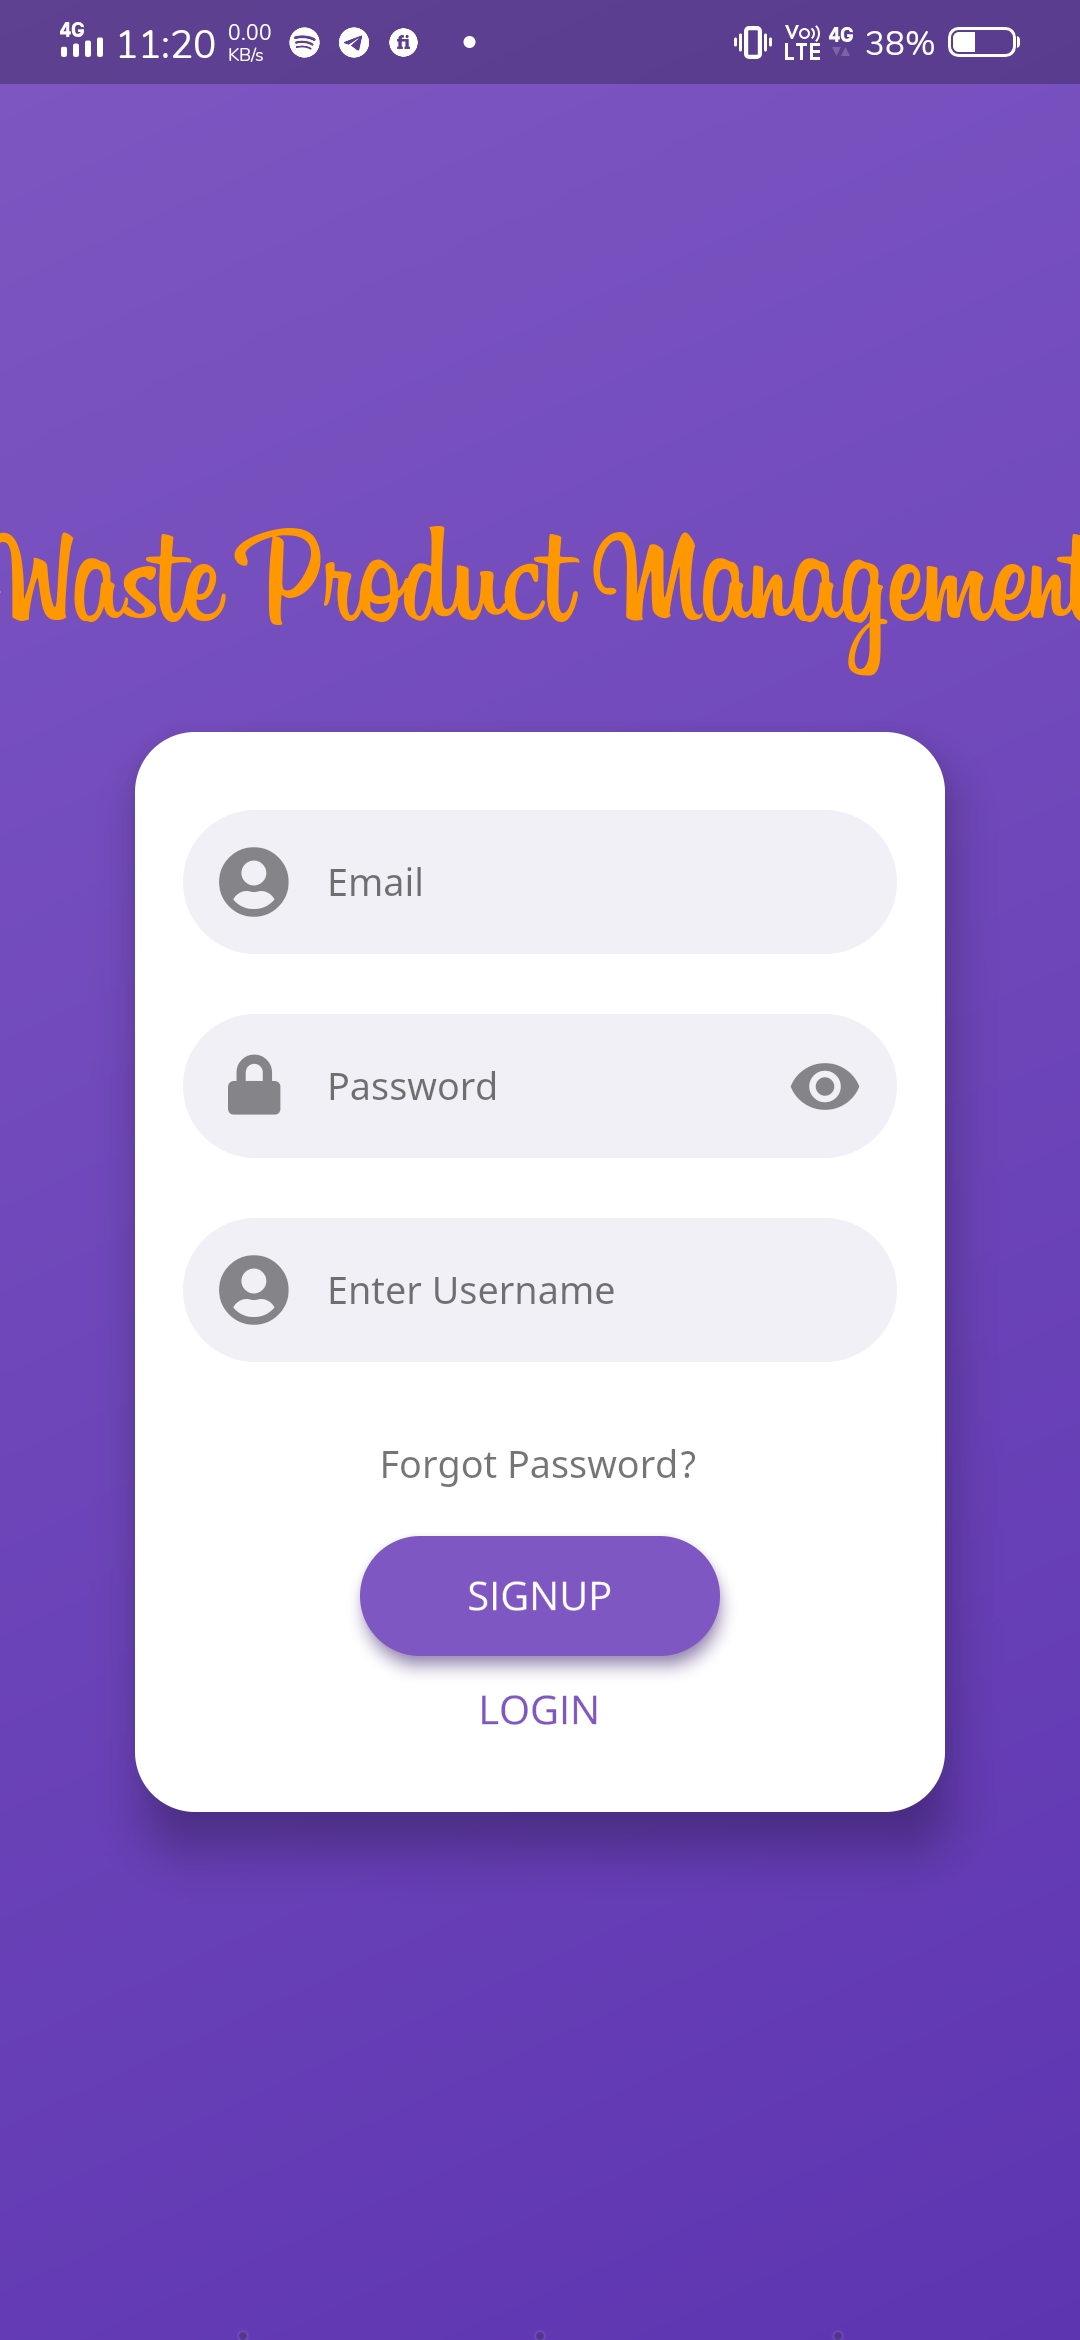 4G 11:20 0.00 KB/s fi Vo)) LTE 4G 38%
Waste Product Management
Email
Password
Enter Username
Forgot Password?
SIGNUP
LOGIN